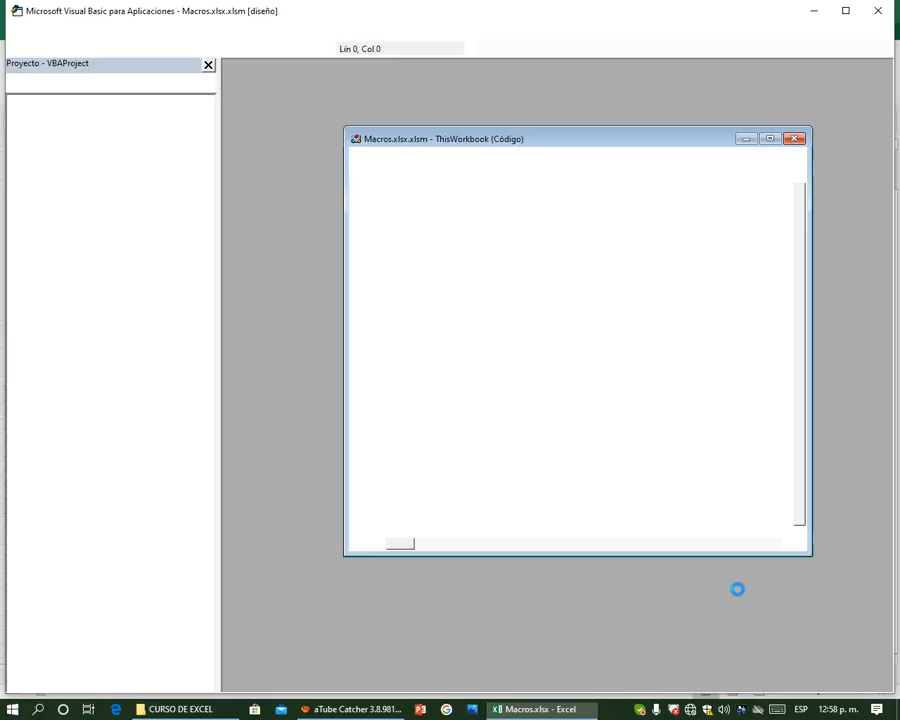 Microsoft Visual Basic para Aplicaciones - Macros.xlsx.xlsm [diseño]
Lín 0, Col 0
Proyecto - VBAProject
Macros.xlsx.xlsm - ThisWorkbook (Código)
CURSO DE EXCEL
aTube Catcher 3.8.981...
Macros.xlsx - Excel
ESP
12:58 p. m.